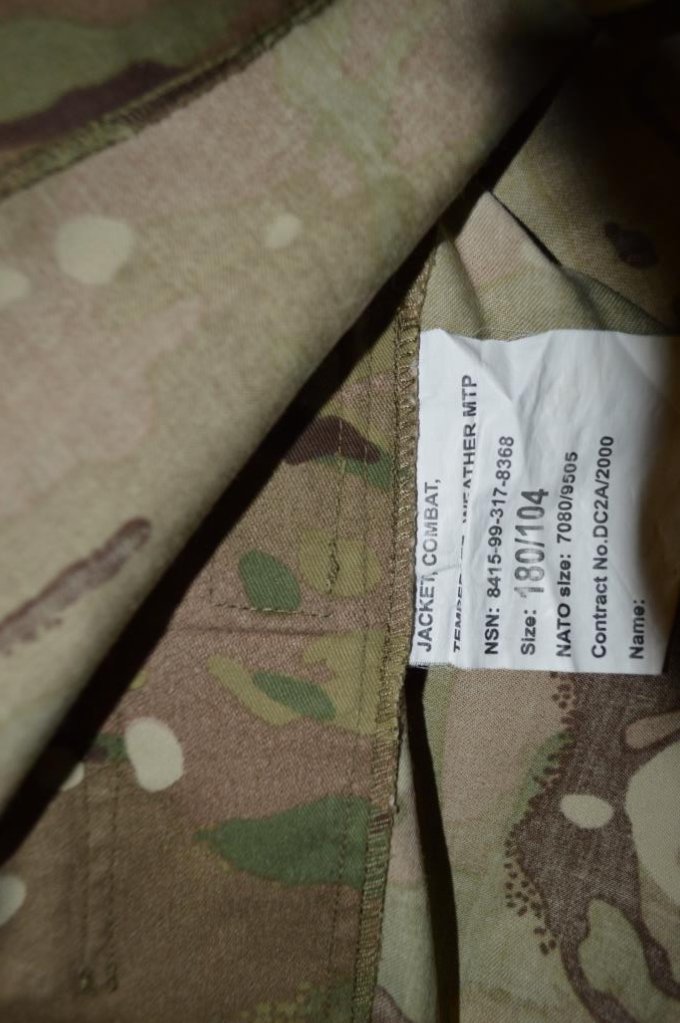 JACKET, COMBAT,
WEATHER MTP
NSN: 8415-99-317-8368
Size: 180/104
NATO size: 7080/9505
Contract No.DC2A/2000
Name: